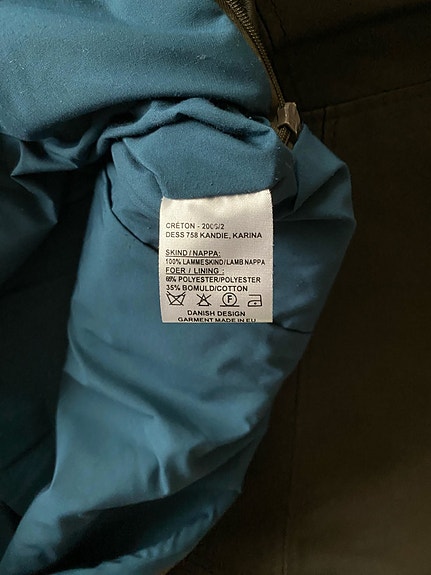 CRÉTON - 2005/2
DESS 758 KANDIE, KARINA
SKIND/NAPPA:
100% LAMMESKIND/LAMB NAPPA
FOER / LINING :
65% POLYESTER/POLYESTER
35% BOMULD/COTTON
F
DANISH DESIGN
GARMENT MADE IN EU